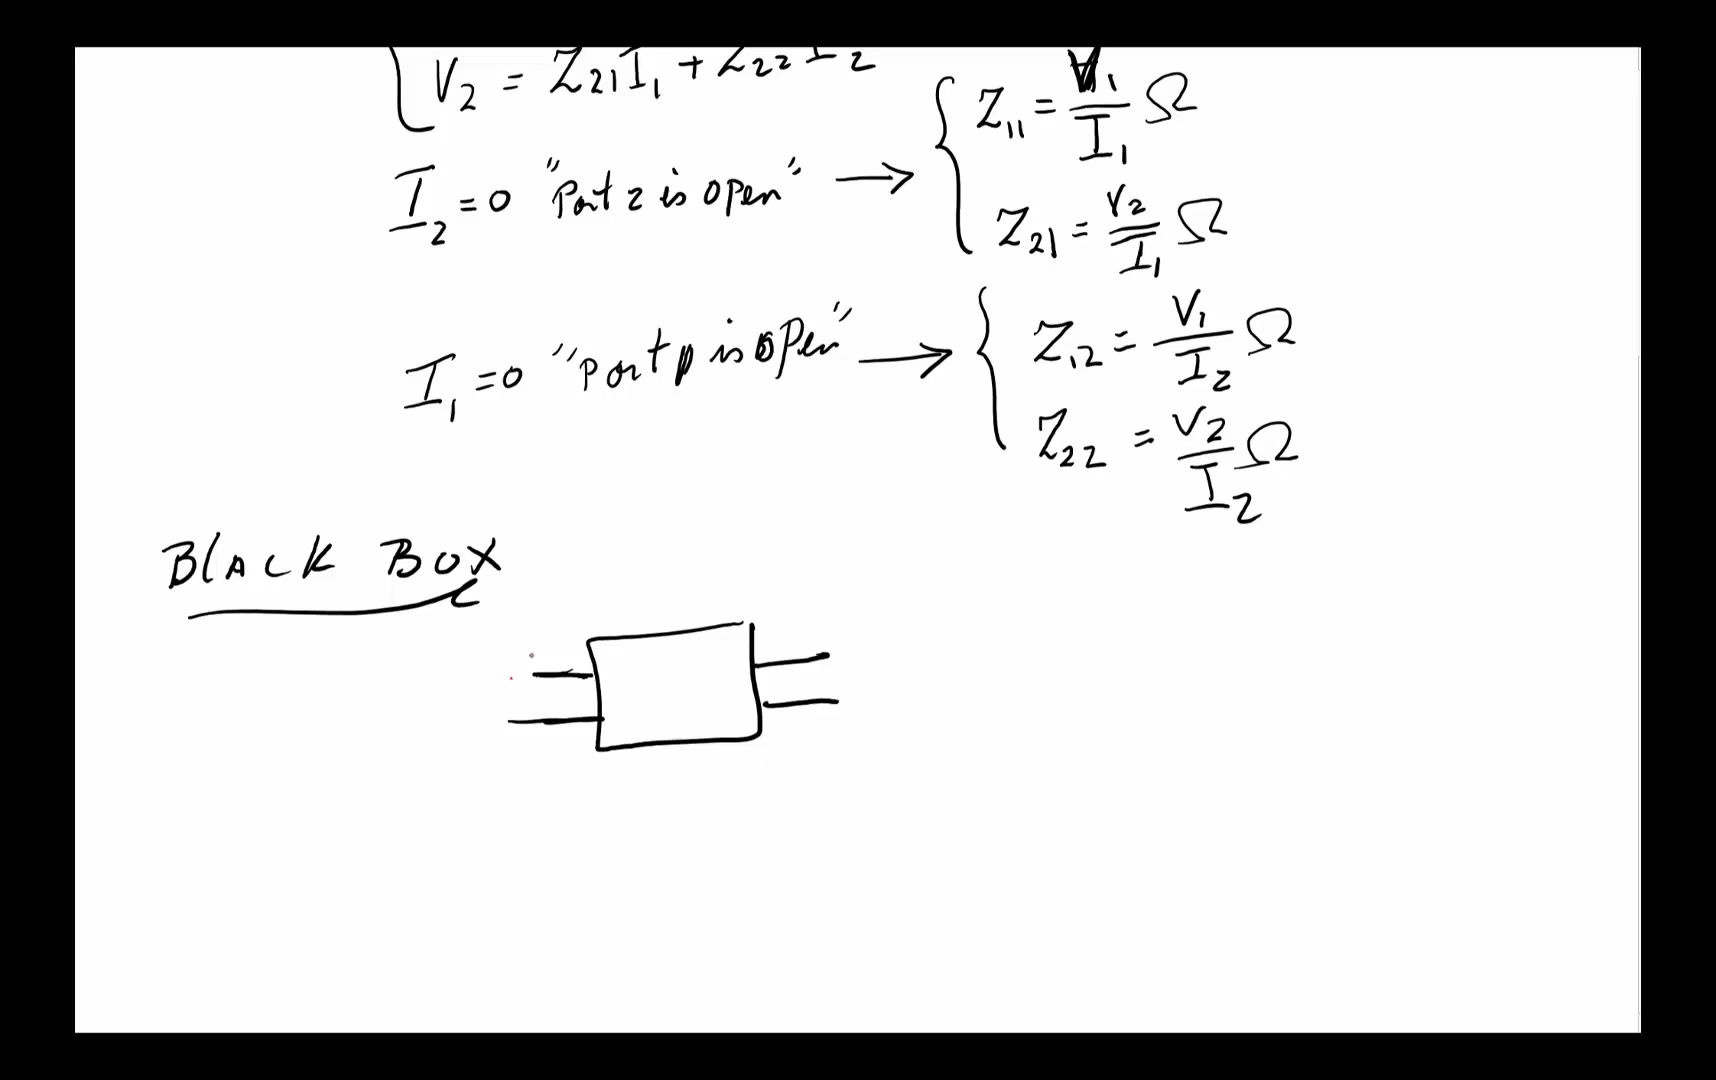 V₂ = Z₂₁I₁ + Z₂₂I₂
Z₁₁ = V₁/I₁ Ω
I₂ = 0 "Port 2 is open" →
Z₂₁ = V₂/I₁ Ω
Z₁₂ = V₁/I₂ Ω
I₁ = 0 "Port 1 is open" →
Z₂₂ = V₂/I₂ Ω
Black Box